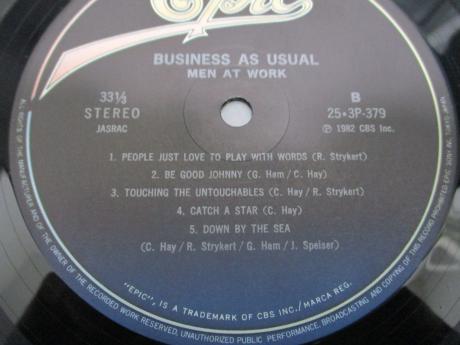 Epic
BUSINESS AS USUAL
MEN AT WORK
33⅓
STEREO
JASRAC
B
25•3P-379
Ⓟ 1982 CBS Inc.
1. PEOPLE JUST LOVE TO PLAY WITH WORDS (R. Strykert)
2. BE GOOD JOHNNY (G. Ham / C. Hay)
3. TOUCHING THE UNTOUCHABLES (C. Hay / R. Strykert)
4. CATCH A STAR (C. Hay)
5. DOWN BY THE SEA
(C. Hay / R. Strykert / G. Ham / J. Speiser)
"EPIC", IS A TRADEMARK OF CBS INC./MARCA REG.
ALL RIGHTS OF THE MANUFACTURER AND OF THE OWNER OF THE RECORDED WORK RESERVED. UNAUTHORIZED PUBLIC PERFORMANCE, BROADCASTING AND COPYING OF THIS RECORD PROHIBITED